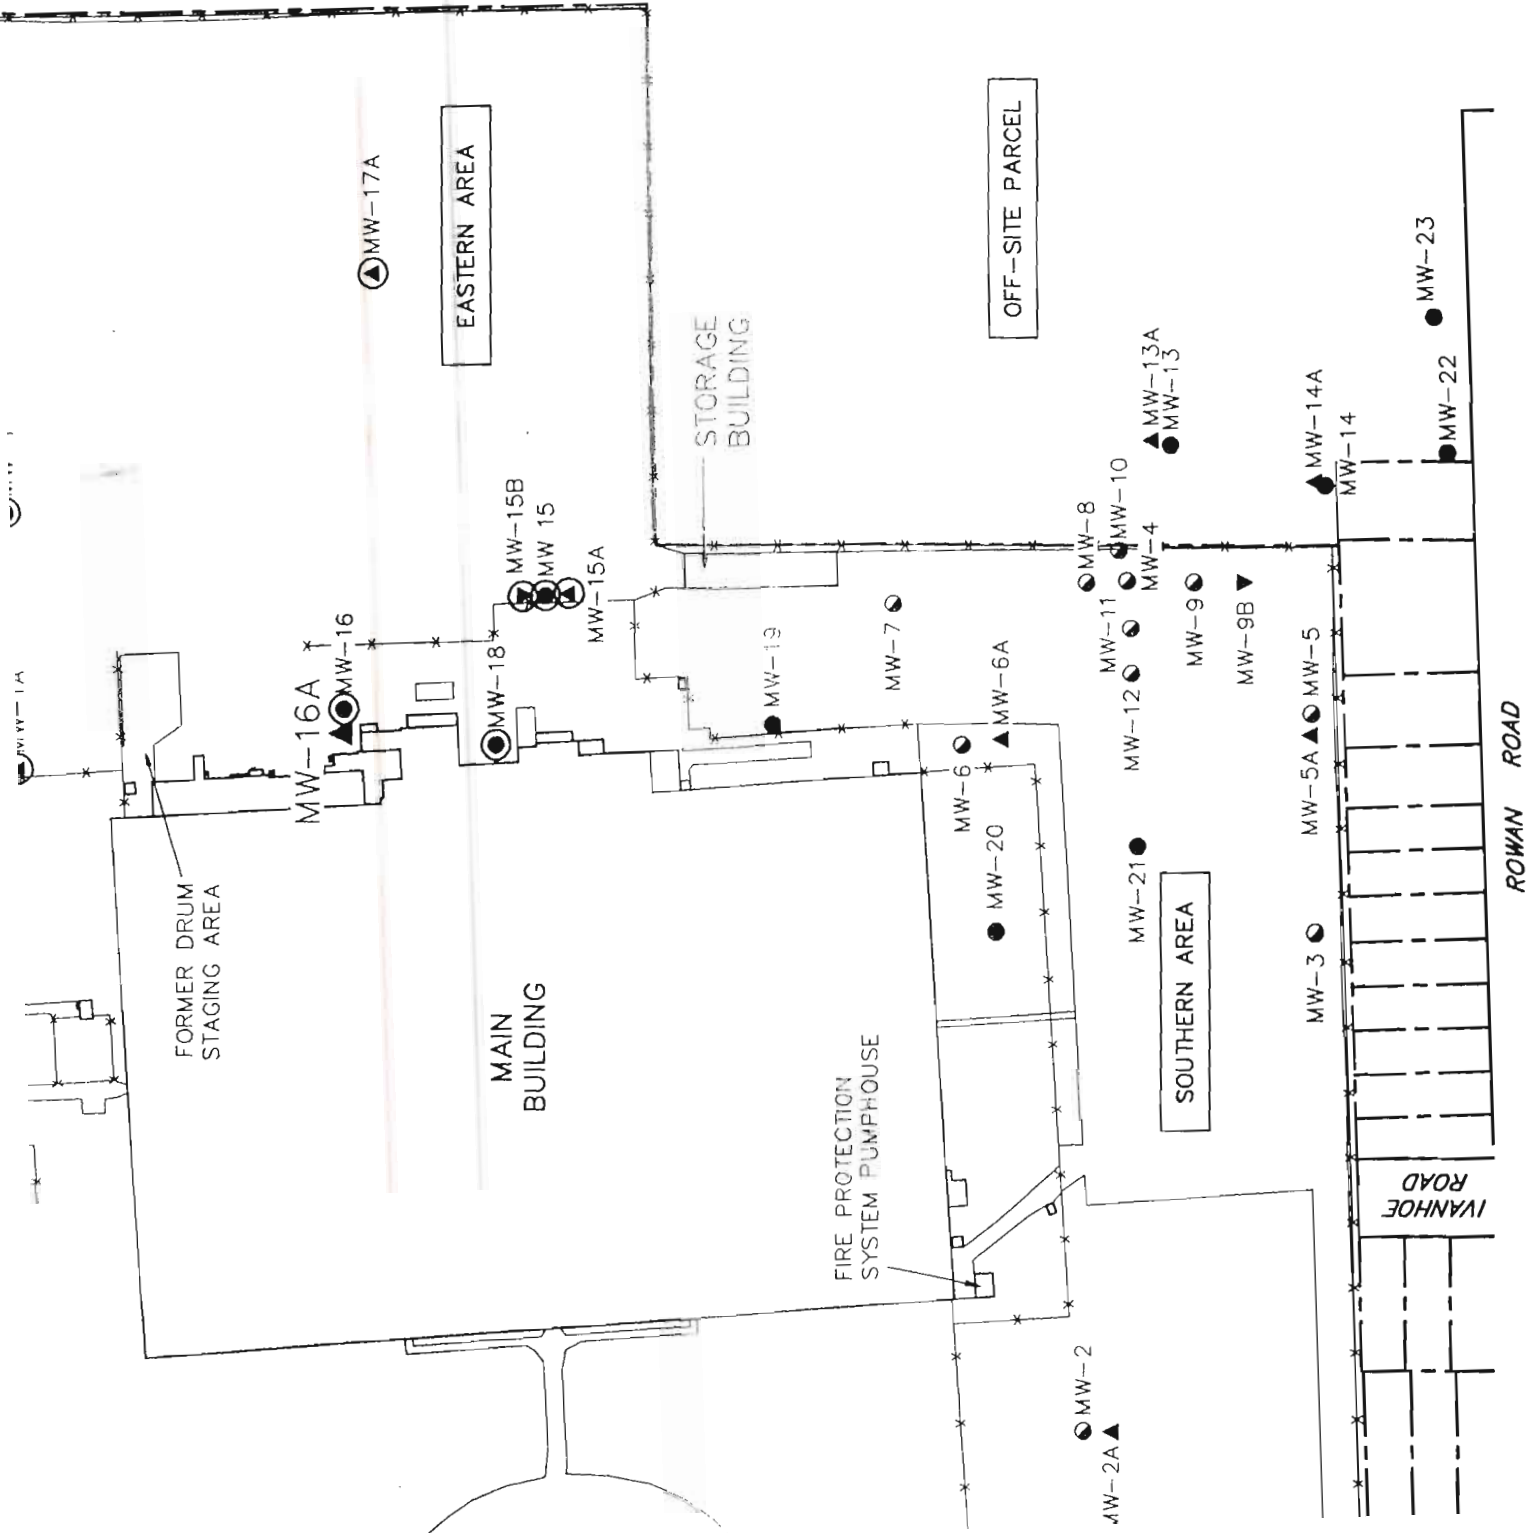 MW-17A
EASTERN AREA
OFF-SITE PARCEL
MW-23
STORAGE
BUILDING
MW-13A
MW-13
MW-14A
MW-14
MW-22
MW-15B
MW 15
MW-15A
MW-8
MW-10
MW-4
MW-16
MW-16A
MW-18
MW-19
MW-7
MW-6A
MW-11
MW-12
MW-9
MW-9B
MW-5
MW-5A
MW-6
MW-20
MW-21
MW-3
FORMER DRUM
STAGING AREA
MAIN
BUILDING
SOUTHERN AREA
FIRE PROTECTION
SYSTEM PUMPHOUSE
MW-2
MW-2A
IVANHOE
ROAD
ROWAN ROAD